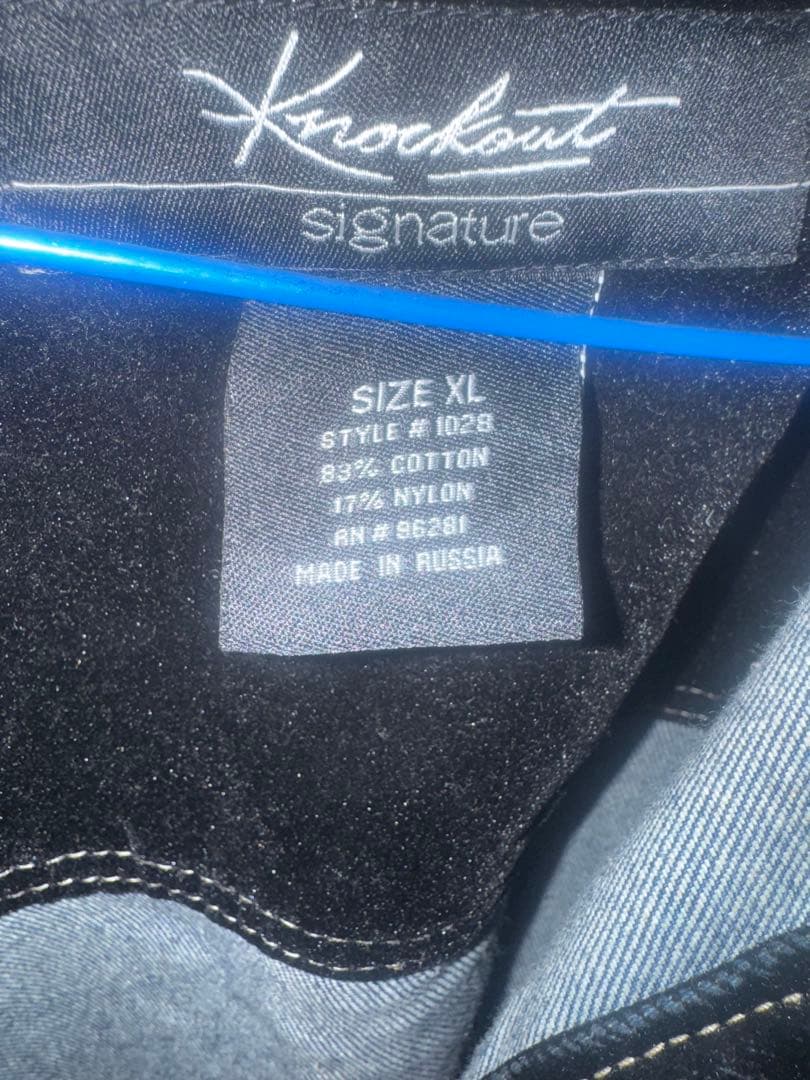 Knockout
signature
SIZE XL
STYLE # 1028
83% COTTON
17% NYLON
RN # 96281
MADE IN RUSSIA